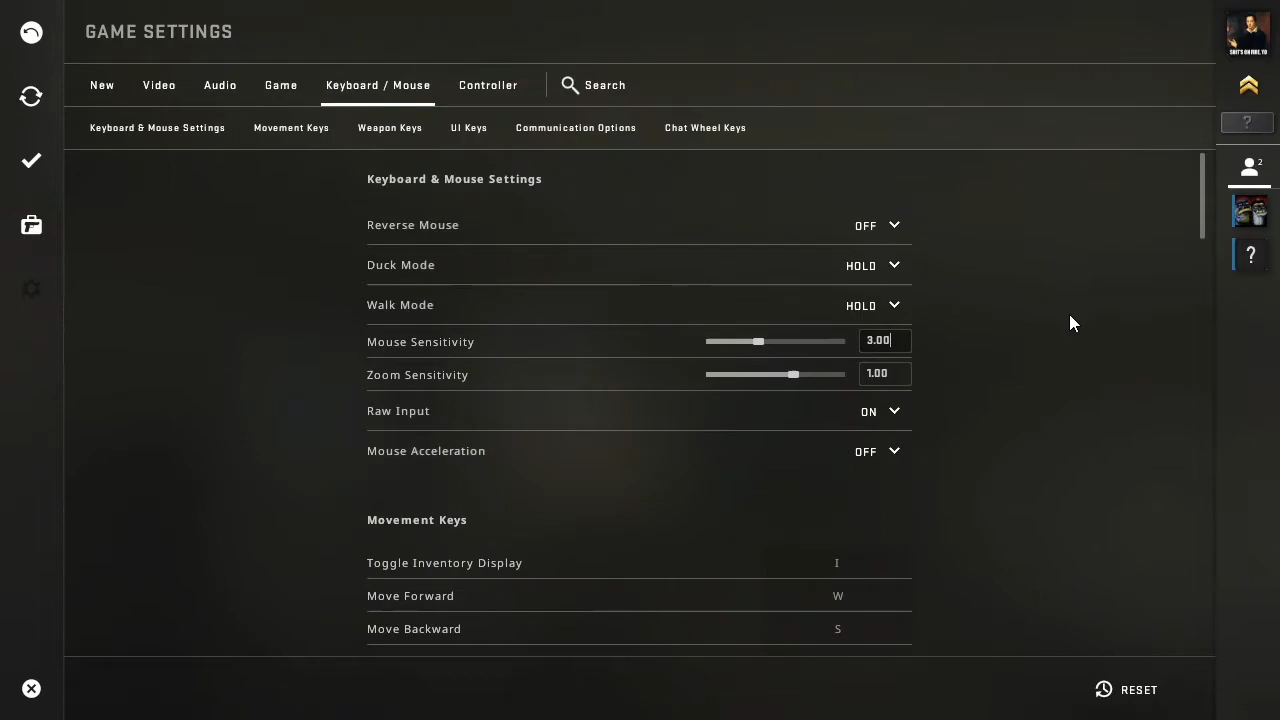 GAME SETTINGS
New Video Audio Game Keyboard / Mouse Controller Search
Keyboard & Mouse Settings Movement Keys Weapon Keys UI Keys Communication Options Chat Wheel Keys
?
2
?
Keyboard & Mouse Settings
Reverse Mouse OFF
Duck Mode HOLD
Walk Mode HOLD
Mouse Sensitivity 3.00
Zoom Sensitivity 1.00
Raw Input ON
Mouse Acceleration OFF
Movement Keys
Toggle Inventory Display I
Move Forward W
Move Backward S
RESET